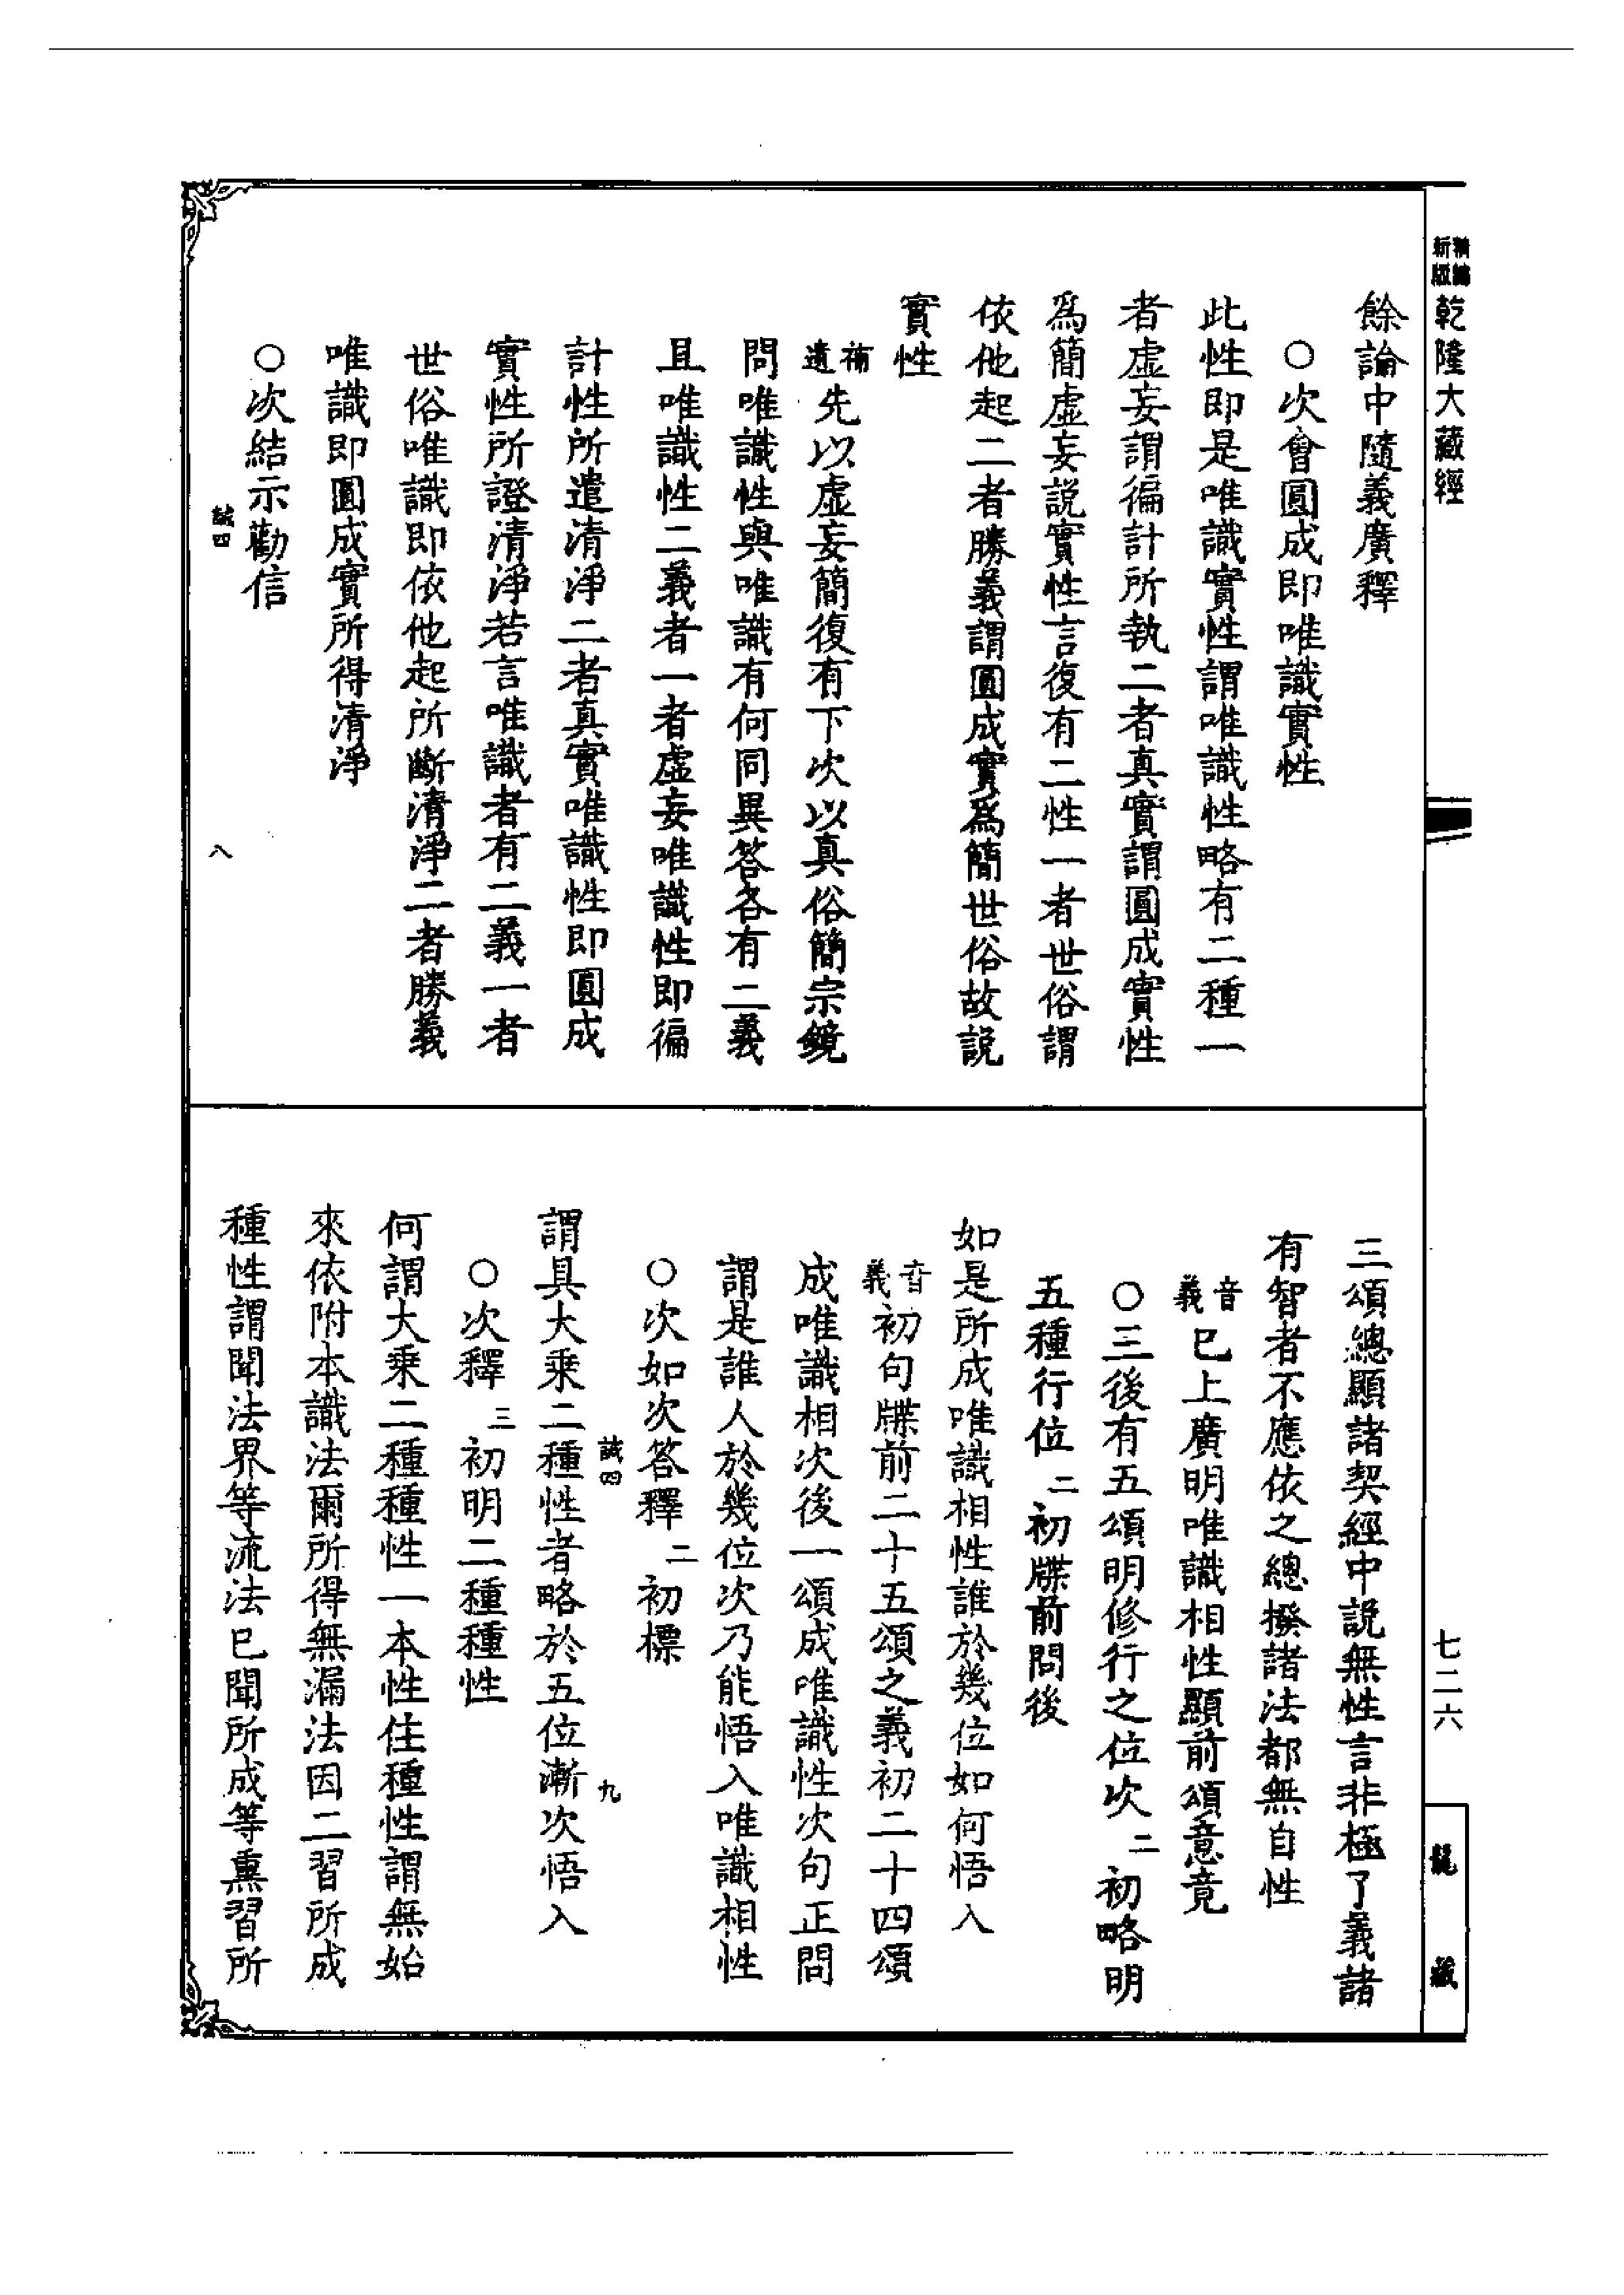 精編新版乾隆大藏經
餘論中隨義廣釋
○次會圓成即唯識實性
此性即是唯識實性謂唯識性略有二種一
者虛妄謂徧計所執二者真實謂圓成實性
爲簡虛妄說實性言復有二性一者世俗謂
依他起二者勝義謂圓成實爲簡世俗故說
實性
補遺先以虛妄簡復有下次以真俗簡宗鏡
問唯識性與唯識有何同異答各有二義
且唯識性二義者一者虛妄唯識性即徧
計性所遣清淨二者真實唯識性即圓成
實性所證清淨若言唯識者有二義一者
世俗唯識即依他起所斷清淨二者勝義
唯識即圓成實所得清淨
○次結示勸信
誠四
八
七二六
龍藏
三頌總顯諸契經中說無性言非極了義諸
有智者不應依之總撥諸法都無自性
音義已上廣明唯識相性顯前頌意竟
○三後有五頌明修行之位次二初略明
五種行位二初牒前問後
如是所成唯識相性誰於幾位如何悟入
音義初句牒前二十五頌之義初二十四頌
成唯識相次後一頌成唯識性次句正問
謂是誰人於幾位次乃能悟入唯識相性
○次如次答釋二初標
誠四
九
謂具大乘二種性者略於五位漸次悟入
○次釋三初明二種種性
何謂大乘二種種性一本性住種性謂無始
來依附本識法爾所得無漏法因二習所成
種性謂聞法界等流法已聞所成等熏習所